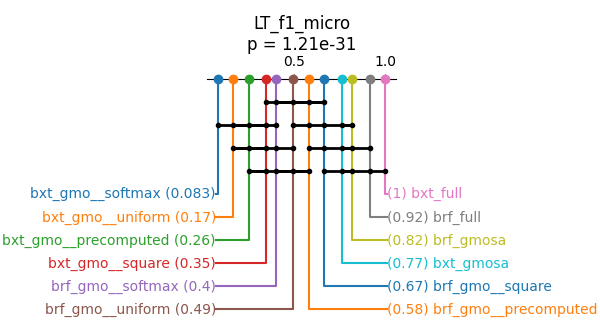 LT_f1_micro
p = 1.21e-31
0.5 1.0
bxt_gmo__softmax (0.083) (1) bxt_full
bxt_gmo__uniform (0.17) (0.92) brf_full
bxt_gmo__precomputed (0.26) (0.82) brf_gmosa
bxt_gmo__square (0.35) (0.77) bxt_gmosa
brf_gmo__softmax (0.4) (0.67) brf_gmo__square
brf_gmo__uniform (0.49) (0.58) brf_gmo__precomputed